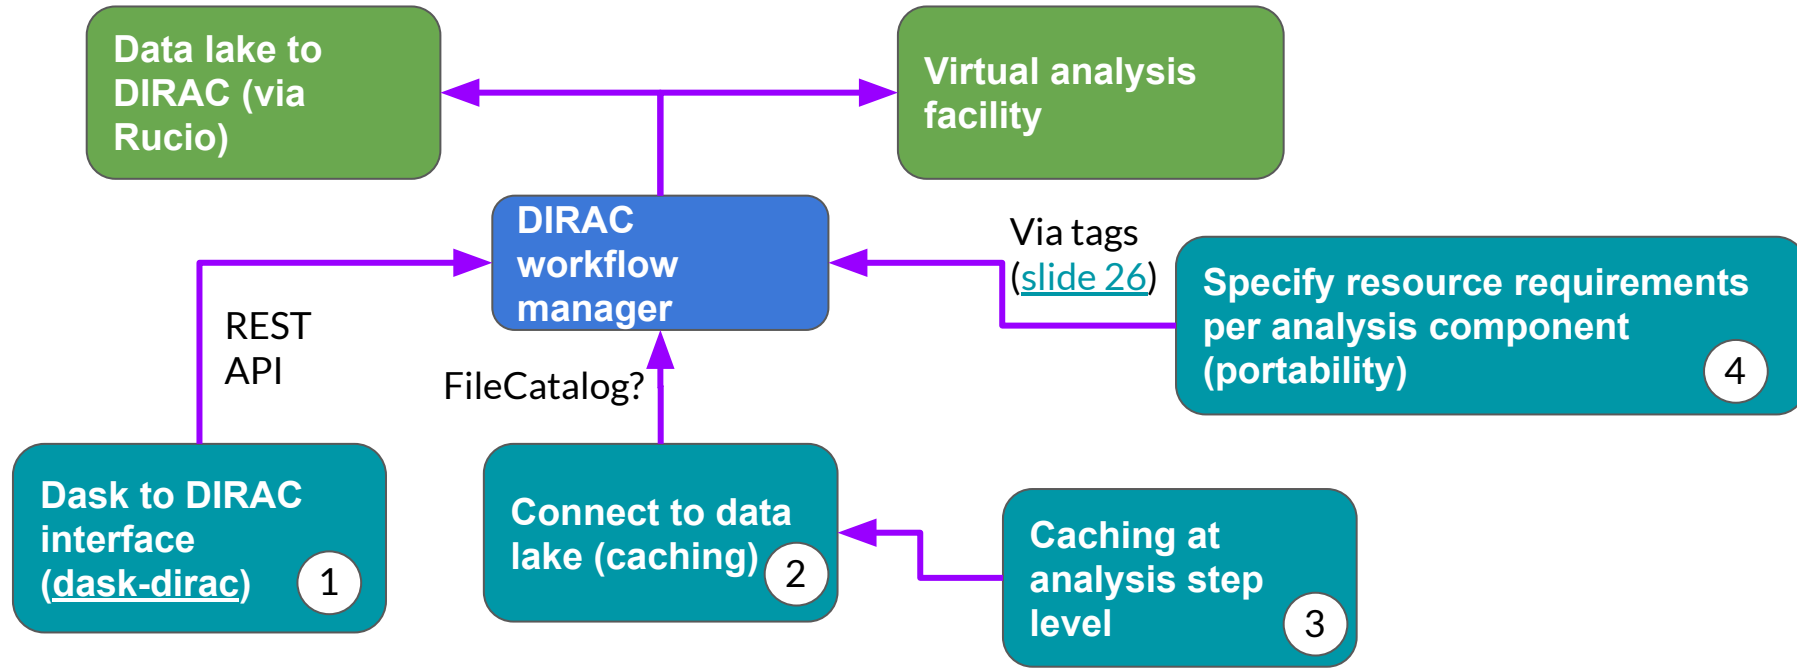 Data lake to
DIRAC (via
Rucio)
Virtual analysis
facility
DIRAC
workflow
manager
Via tags
(slide 26)
Specify resource requirements
per analysis component
(portability)
4
REST
API
FileCatalog?
Dask to DIRAC
interface
(dask-dirac)
1
Connect to data
lake (caching)
2
Caching at
analysis step
level
3